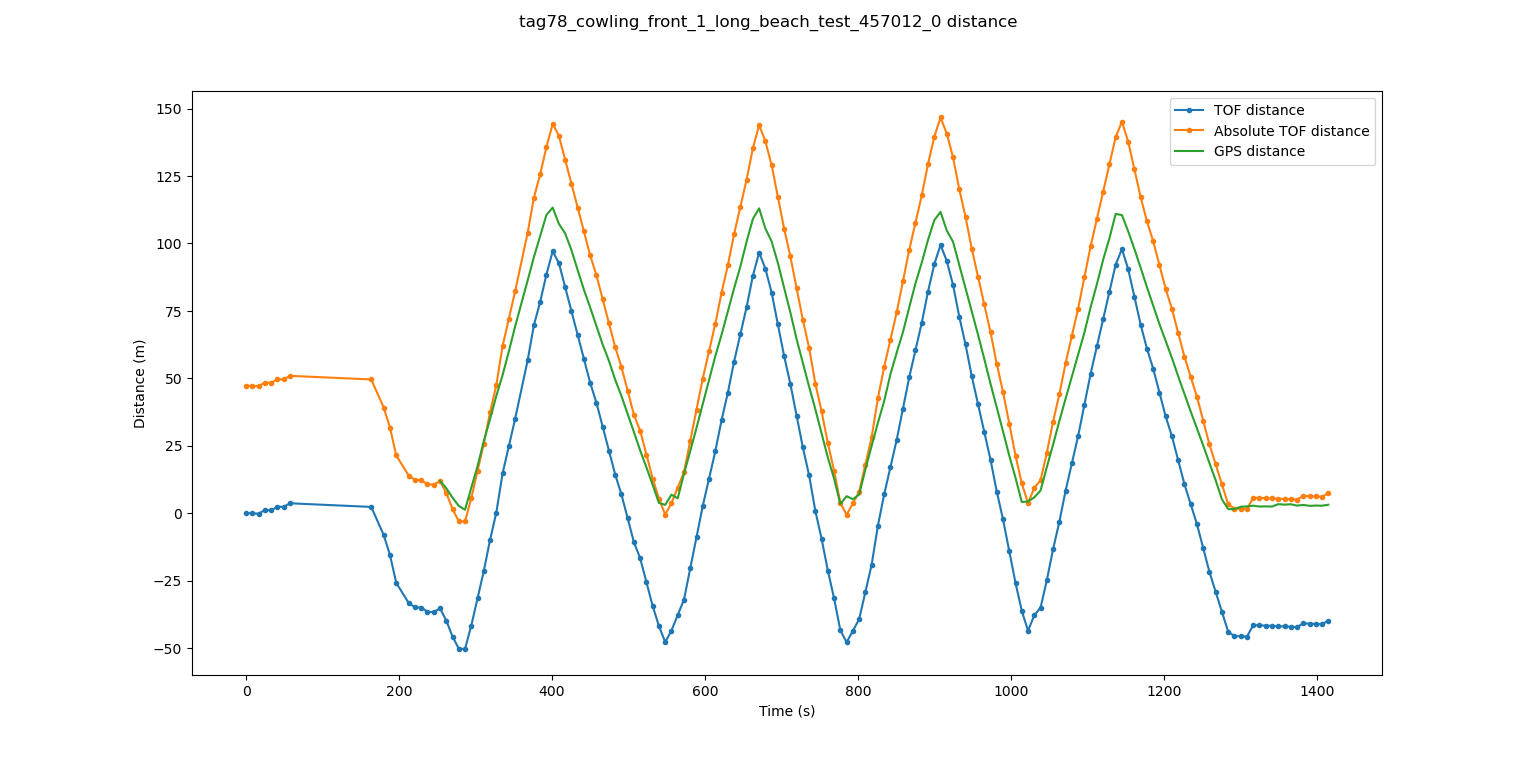 tag78_cowling_front_1_long_beach_test_457012_0 distance
TOF distance
Absolute TOF distance
GPS distance
150
125
100
75
50
25
0
−25
−50
Distance (m)
0 200 400 600 800 1000 1200 1400
Time (s)